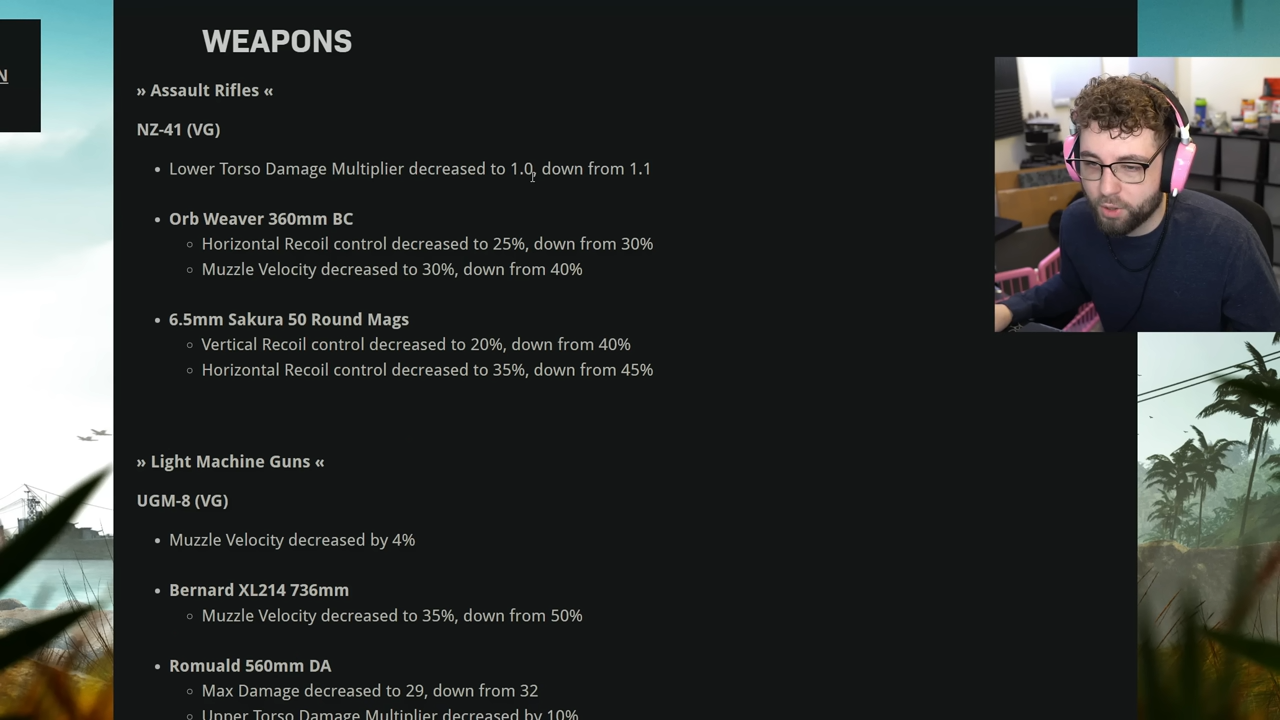 N
WEAPONS
» Assault Rifles «
NZ-41 (VG)
• Lower Torso Damage Multiplier decreased to 1.0, down from 1.1
• Orb Weaver 360mm BC
◦ Horizontal Recoil control decreased to 25%, down from 30%
◦ Muzzle Velocity decreased to 30%, down from 40%
• 6.5mm Sakura 50 Round Mags
◦ Vertical Recoil control decreased to 20%, down from 40%
◦ Horizontal Recoil control decreased to 35%, down from 45%
» Light Machine Guns «
UGM-8 (VG)
• Muzzle Velocity decreased by 4%
• Bernard XL214 736mm
◦ Muzzle Velocity decreased to 35%, down from 50%
• Romuald 560mm DA
◦ Max Damage decreased to 29, down from 32
◦ Upper Torso Damage Multiplier decreased by 10%